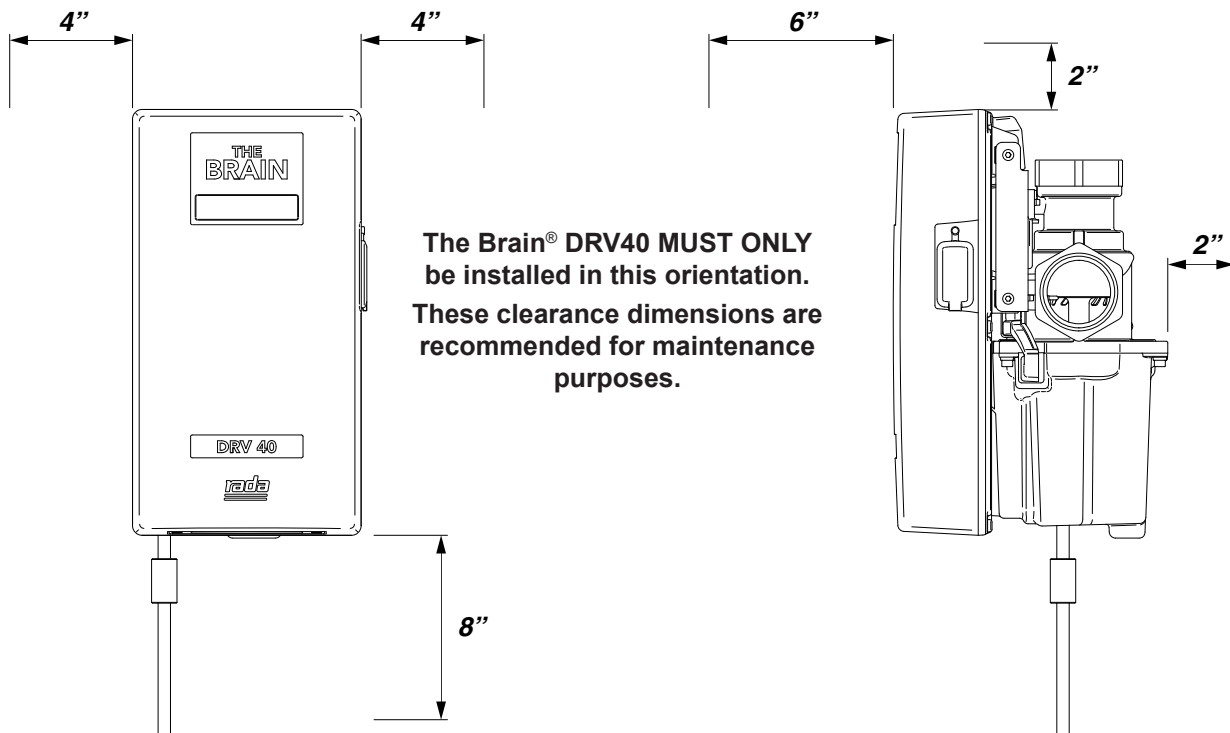 4” 4” 6”
2”
THE
BRAIN
The Brain® DRV40 MUST ONLY
be installed in this orientation.
2”
These clearance dimensions are
recommended for maintenance
purposes.
DRV 40
rada
8”